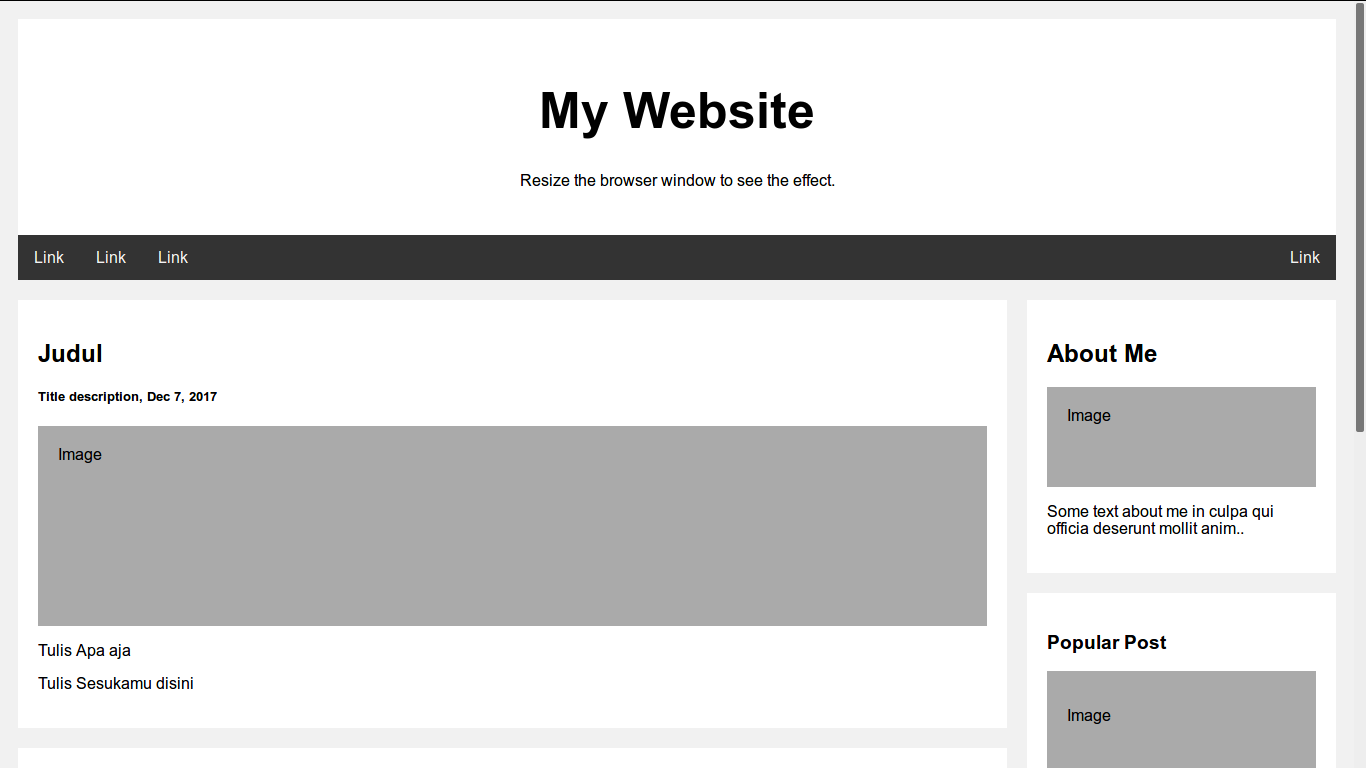 My Website
Resize the browser window to see the effect.
Link Link Link Link
Judul
Title description, Dec 7, 2017
Image
Tulis Apa aja
Tulis Sesukamu disini
About Me
Image
Some text about me in culpa qui
officia deserunt mollit anim..
Popular Post
Image